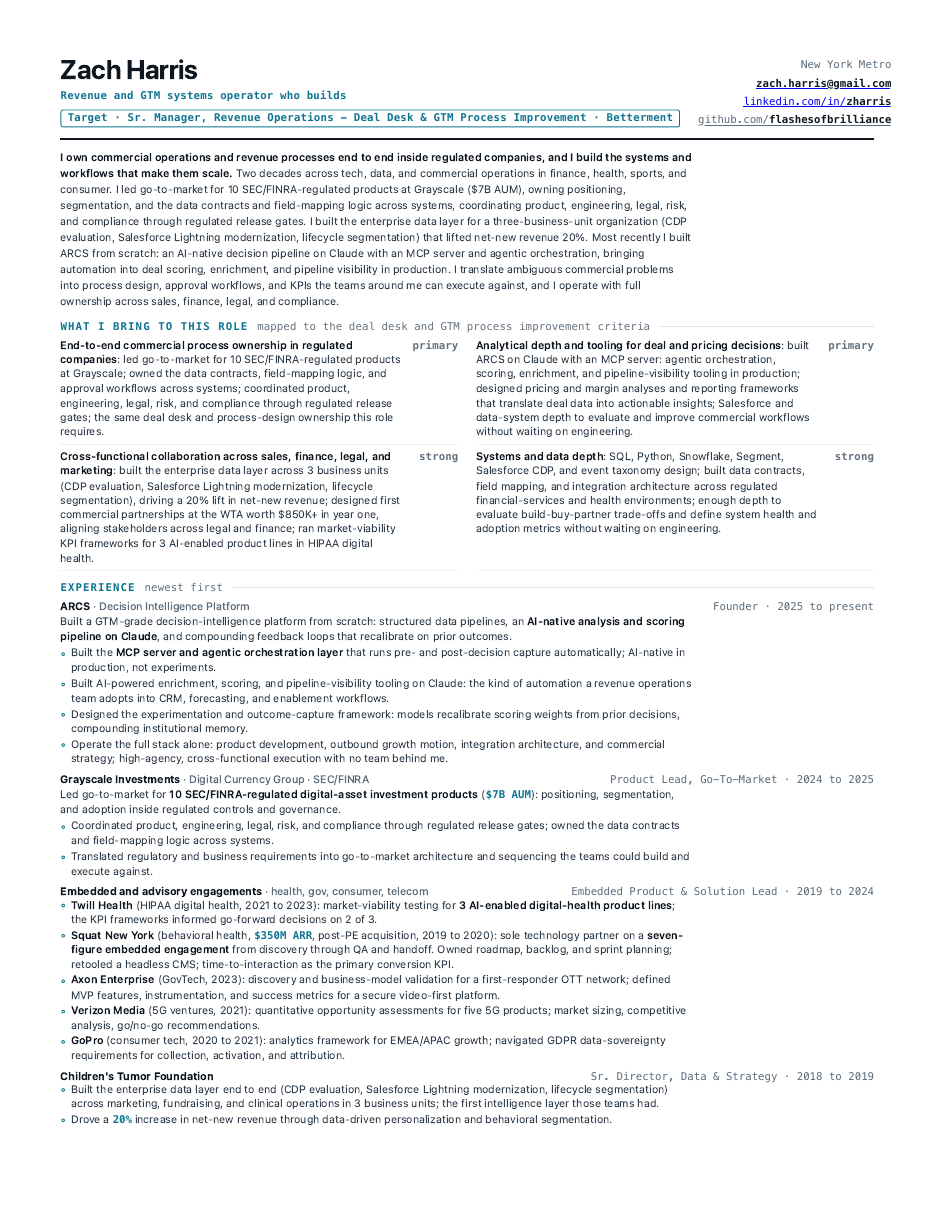 Zach Harris
New York Metro
Revenue and GTM systems operator who builds
zach.harris@gmail.com
Target · Sr. Manager, Revenue Operations — Deal Desk & GTM Process Improvement · Betterment
linkedin.com/in/zharris
github.com/flashesofbrilliance
I own commercial operations and revenue processes end to end inside regulated companies, and I build the systems and
workflows that make them scale. Two decades across tech, data, and commercial operations in finance, health, sports, and
consumer. I led go-to-market for 10 SEC/FINRA-regulated products at Grayscale ($7B AUM), owning positioning,
segmentation, and the data contracts and field-mapping logic across systems, coordinating product, engineering, legal, risk,
and compliance through regulated release gates. I built the enterprise data layer for a three-business-unit organization (CDP
evaluation, Salesforce Lightning modernization, lifecycle segmentation) that lifted net-new revenue 20%. Most recently I built
ARCS from scratch: an AI-native decision pipeline on Claude with an MCP server and agentic orchestration, bringing
automation into deal scoring, enrichment, and pipeline visibility in production. I translate ambiguous commercial problems
into process design, approval workflows, and KPIs the teams around me can execute against, and I operate with full
ownership across sales, finance, legal, and compliance.
WHAT I BRING TO THIS ROLE mapped to the deal desk and GTM process improvement criteria
End-to-end commercial process ownership in regulated primary
companies: led go-to-market for 10 SEC/FINRA-regulated products
at Grayscale; owned the data contracts, field-mapping logic, and
approval workflows across systems; coordinated product,
engineering, legal, risk, and compliance through regulated release
gates; the same deal desk and process-design ownership this role
requires.
Analytical depth and tooling for deal and pricing decisions: built primary
ARCS on Claude with an MCP server: agentic orchestration,
scoring, enrichment, and pipeline-visibility tooling in production;
designed pricing and margin analyses and reporting frameworks
that translate deal data into actionable insights; Salesforce and
data-system depth to evaluate and improve commercial workflows
without waiting on engineering.
Cross-functional collaboration across sales, finance, legal, and strong
marketing: built the enterprise data layer across 3 business units
(CDP evaluation, Salesforce Lightning modernization, lifecycle
segmentation), driving a 20% lift in net-new revenue; designed first
commercial partnerships at the WTA worth $850K+ in year one,
aligning stakeholders across legal and finance; ran market-viability
KPI frameworks for 3 AI-enabled product lines in HIPAA digital
health.
Systems and data depth: SQL, Python, Snowflake, Segment, strong
Salesforce CDP, and event taxonomy design; built data contracts,
field mapping, and integration architecture across regulated
financial-services and health environments; enough depth to
evaluate build-buy-partner trade-offs and define system health and
adoption metrics without waiting on engineering.
EXPERIENCE newest first
ARCS · Decision Intelligence Platform Founder · 2025 to present
Built a GTM-grade decision-intelligence platform from scratch: structured data pipelines, an AI-native analysis and scoring
pipeline on Claude, and compounding feedback loops that recalibrate on prior outcomes.
∘ Built the MCP server and agentic orchestration layer that runs pre- and post-decision capture automatically; AI-native in
production, not experiments.
∘ Built AI-powered enrichment, scoring, and pipeline-visibility tooling on Claude: the kind of automation a revenue operations
team adopts into CRM, forecasting, and enablement workflows.
∘ Designed the experimentation and outcome-capture framework: models recalibrate scoring weights from prior decisions,
compounding institutional memory.
∘ Operate the full stack alone: product development, outbound growth motion, integration architecture, and commercial
strategy; high-agency, cross-functional execution with no team behind me.
Grayscale Investments · Digital Currency Group · SEC/FINRA Product Lead, Go-To-Market · 2024 to 2025
Led go-to-market for 10 SEC/FINRA-regulated digital-asset investment products ($7B AUM): positioning, segmentation,
and adoption inside regulated controls and governance.
∘ Coordinated product, engineering, legal, risk, and compliance through regulated release gates; owned the data contracts
and field-mapping logic across systems.
∘ Translated regulatory and business requirements into go-to-market architecture and sequencing the teams could build and
execute against.
Embedded and advisory engagements · health, gov, consumer, telecom Embedded Product & Solution Lead · 2019 to 2024
∘ Twill Health (HIPAA digital health, 2021 to 2023): market-viability testing for 3 AI-enabled digital-health product lines;
the KPI frameworks informed go-forward decisions on 2 of 3.
∘ Squat New York (behavioral health, $350M ARR, post-PE acquisition, 2019 to 2020): sole technology partner on a seven-
figure embedded engagement from discovery through QA and handoff. Owned roadmap, backlog, and sprint planning;
retooled a headless CMS; time-to-interaction as the primary conversion KPI.
∘ Axon Enterprise (GovTech, 2023): discovery and business-model validation for a first-responder OTT network; defined
MVP features, instrumentation, and success metrics for a secure video-first platform.
∘ Verizon Media (5G ventures, 2021): quantitative opportunity assessments for five 5G products; market sizing, competitive
analysis, go/no-go recommendations.
∘ GoPro (consumer tech, 2020 to 2021): analytics framework for EMEA/APAC growth; navigated GDPR data-sovereignty
requirements for collection, activation, and attribution.
Children's Tumor Foundation Sr. Director, Data & Strategy · 2018 to 2019
∘ Built the enterprise data layer end to end (CDP evaluation, Salesforce Lightning modernization, lifecycle segmentation)
across marketing, fundraising, and clinical operations in 3 business units; the first intelligence layer those teams had.
∘ Drove a 20% increase in net-new revenue through data-driven personalization and behavioral segmentation.